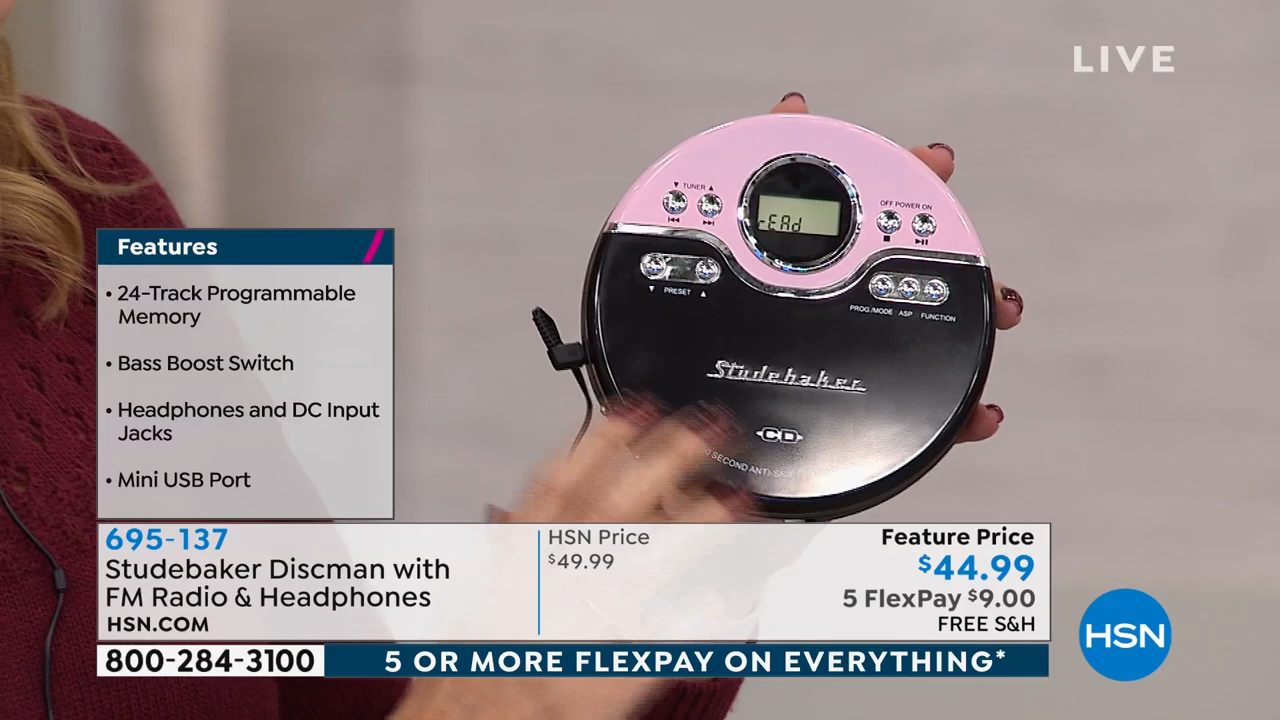 LIVE
▼ TUNER ▲
OFF POWER ON
rEAd
▼ PRESET ▲
PROG./MODE ASP FUNCTION
Studebaker
CD
SECOND ANTI-
Features
• 24-Track Programmable
Memory
• Bass Boost Switch
• Headphones and DC Input
Jacks
• Mini USB Port
695-137
Studebaker Discman with
FM Radio & Headphones
HSN.COM
HSN Price
$49.99
Feature Price
$44.99
5 FlexPay $9.00
FREE S&H
HSN
800-284-3100
5 OR MORE FLEXPAY ON EVERYTHING*